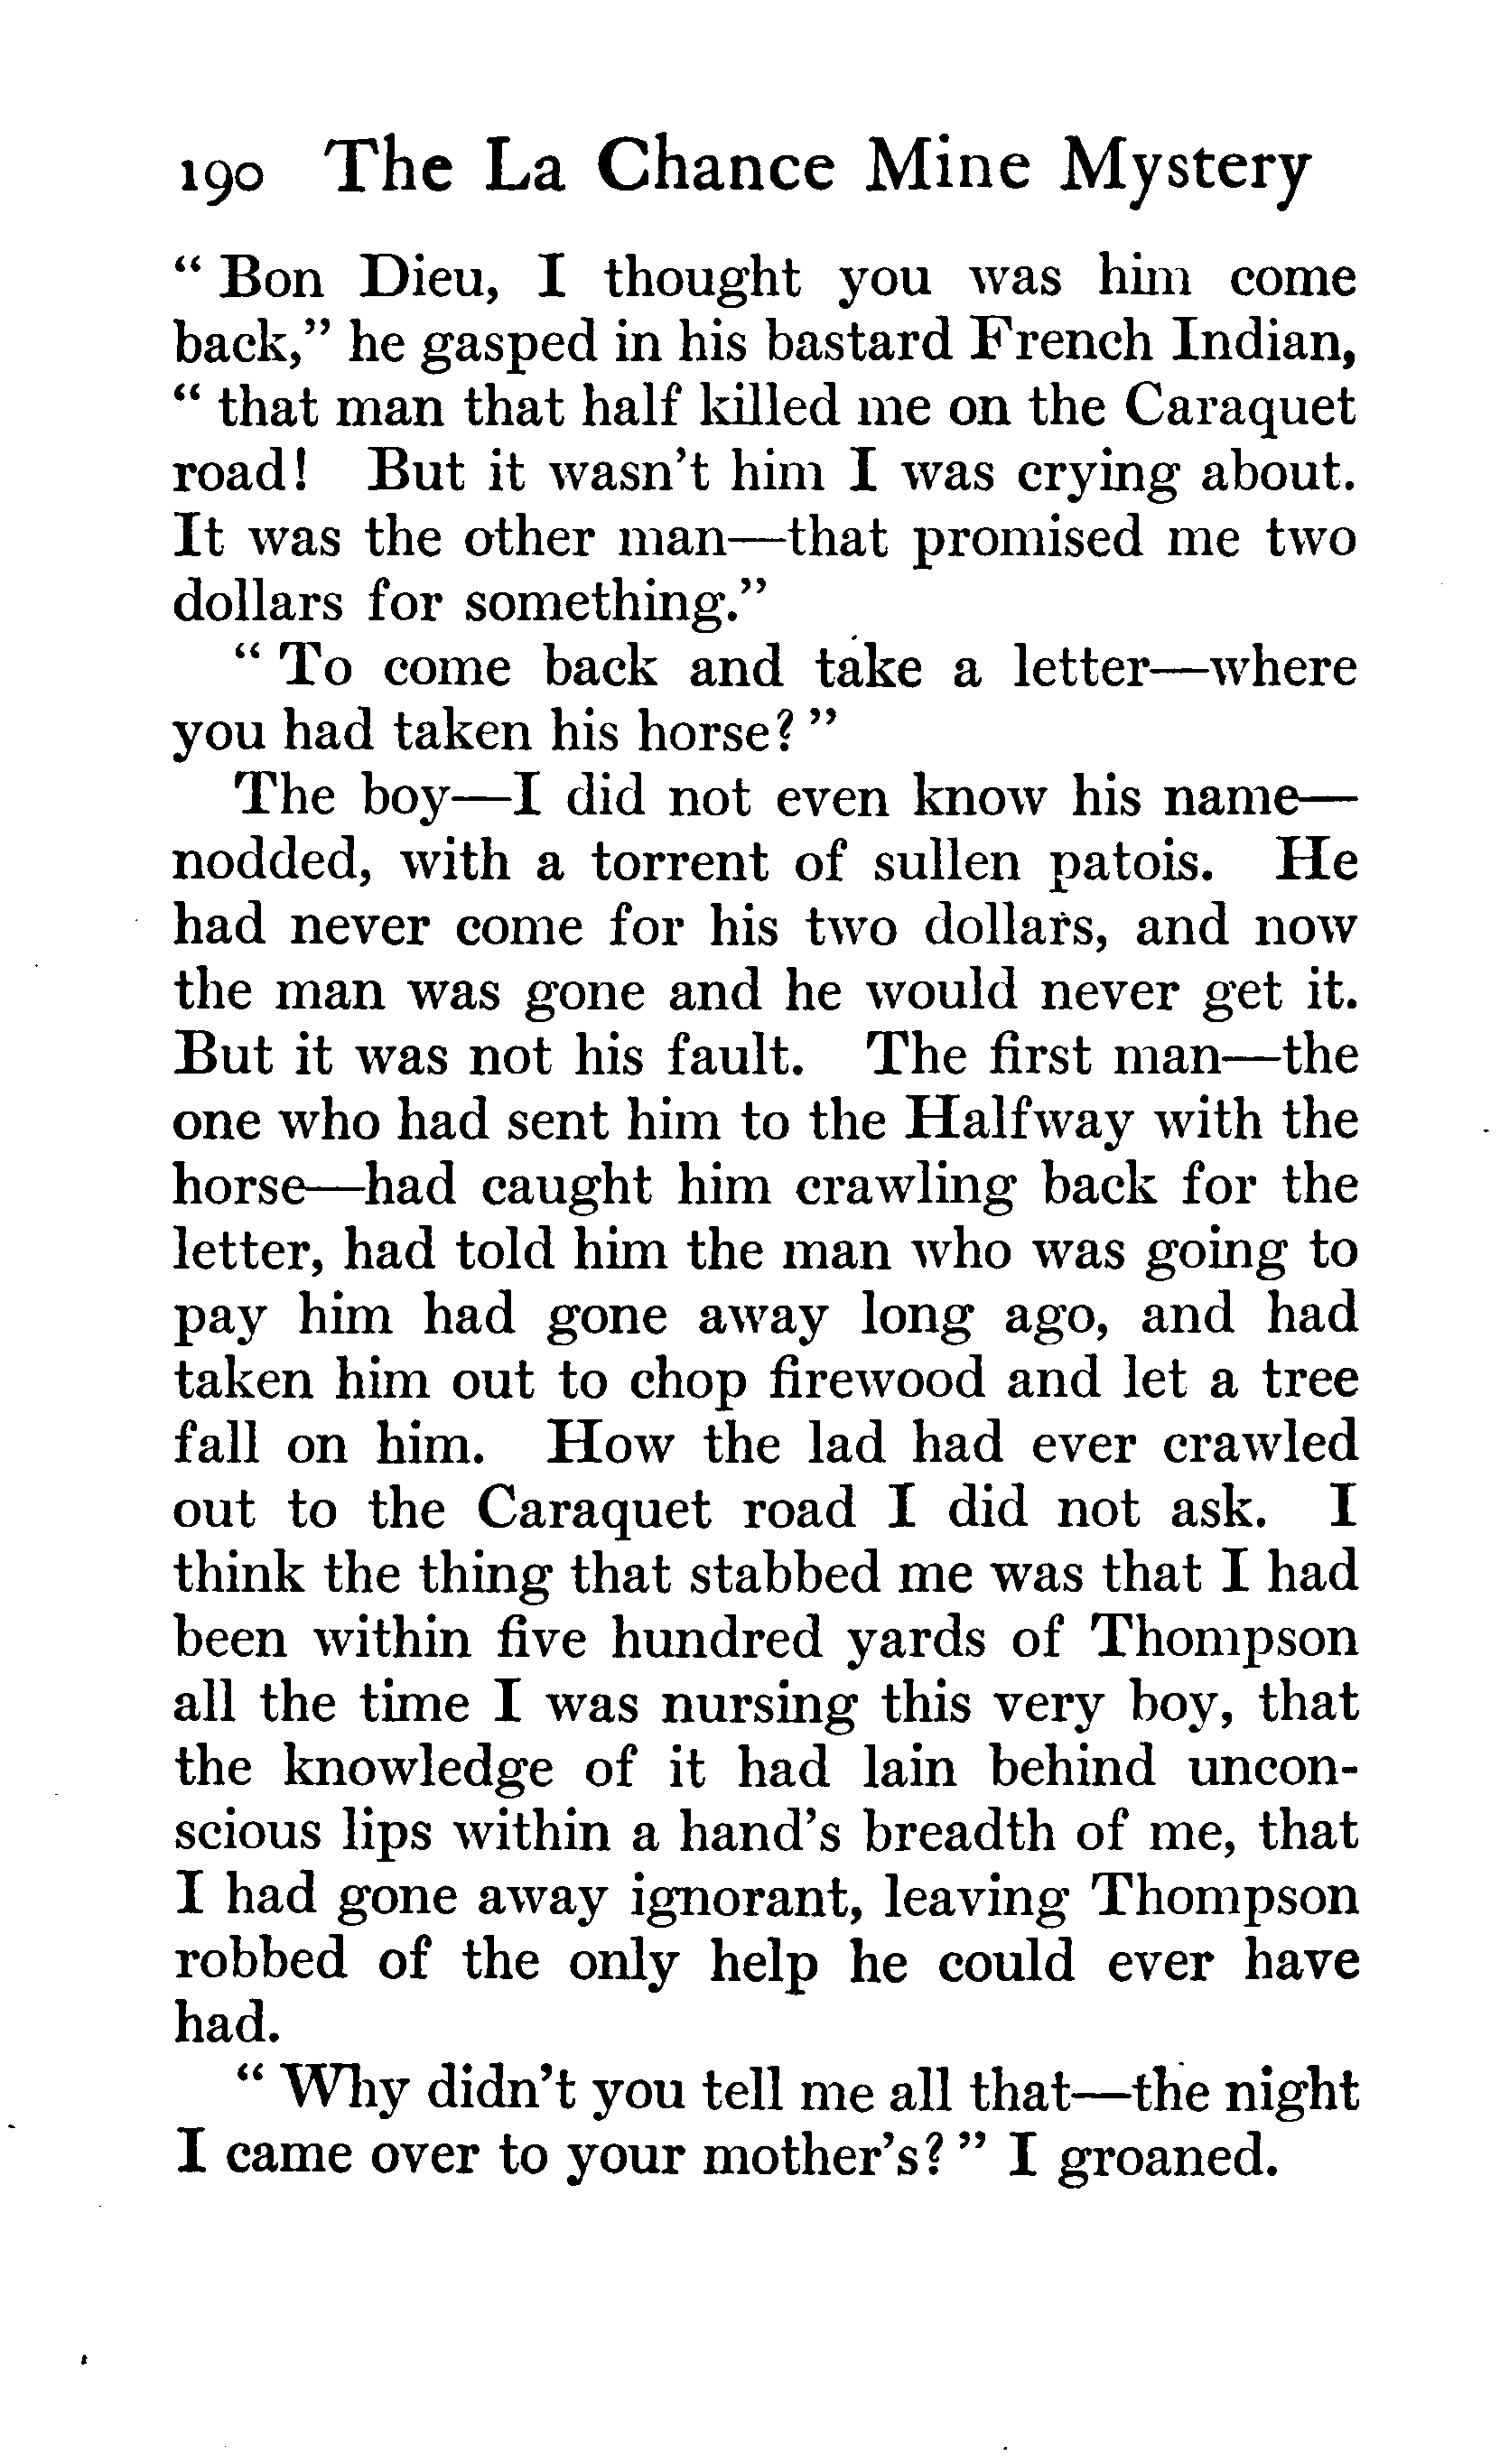 190 The La Chance Mine Mystery
" Bon Dieu, I thought you was him come
back," he gasped in his bastard French Indian,
" that man that half killed me on the Caraquet
road! But it wasn't him I was crying about.
It was the other man—that promised me two
dollars for something."
" To come back and take a letter—where
you had taken his horse? "
The boy—I did not even know his name—
nodded, with a torrent of sullen patois. He
had never come for his two dollars, and now
the man was gone and he would never get it.
But it was not his fault. The first man—the
one who had sent him to the Halfway with the
horse—had caught him crawling back for the
letter, had told him the man who was going to
pay him had gone away long ago, and had
taken him out to chop firewood and let a tree
fall on him. How the lad had ever crawled
out to the Caraquet road I did not ask. I
think the thing that stabbed me was that I had
been within five hundred yards of Thompson
all the time I was nursing this very boy, that
the knowledge of it had lain behind uncon-
scious lips within a hand's breadth of me, that
I had gone away ignorant, leaving Thompson
robbed of the only help he could ever have
had.
" Why didn't you tell me all that—the night
I came over to your mother's? " I groaned.